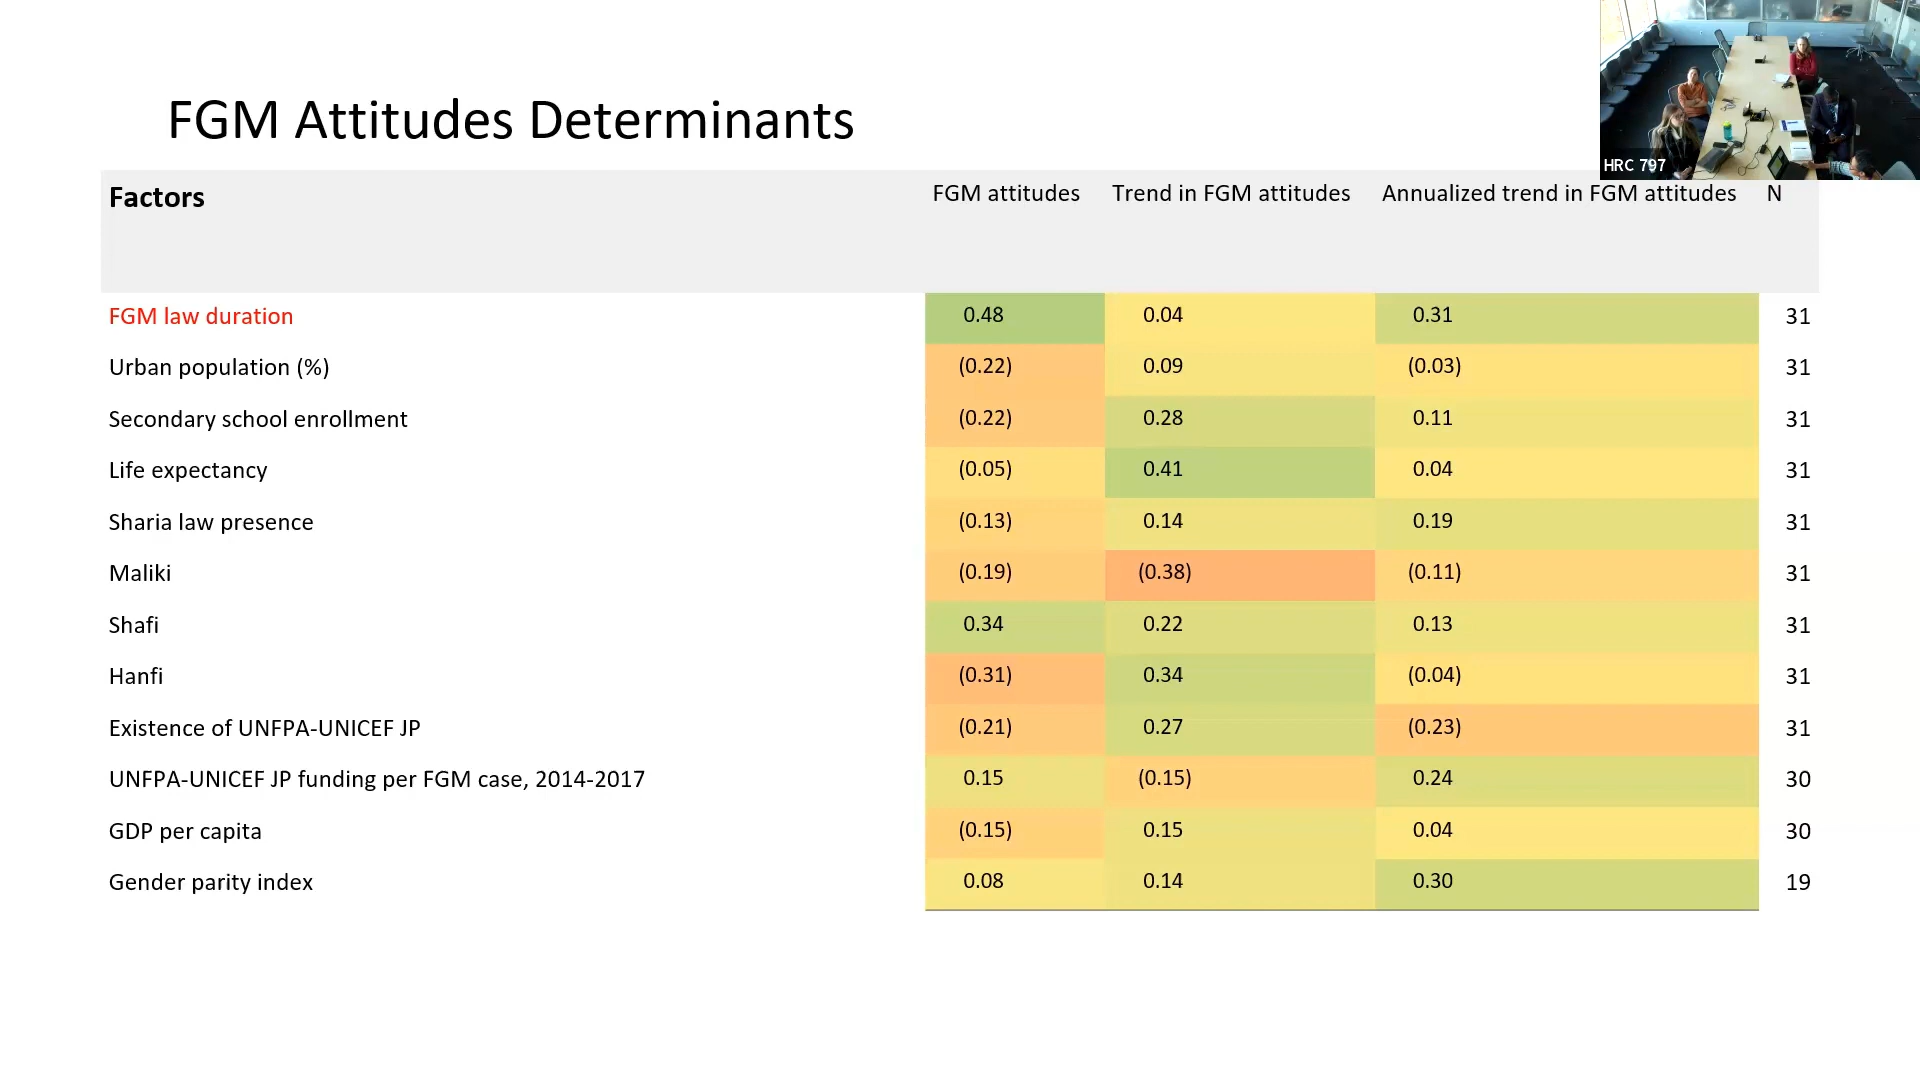 FGM Attitudes Determinants
HRC 797
Factors FGM attitudes Trend in FGM attitudes Annualized trend in FGM attitudes N
FGM law duration 0.48 0.04 0.31 31
Urban population (%) (0.22) 0.09 (0.03) 31
Secondary school enrollment (0.22) 0.28 0.11 31
Life expectancy (0.05) 0.41 0.04 31
Sharia law presence (0.13) 0.14 0.19 31
Maliki (0.19) (0.38) (0.11) 31
Shafi 0.34 0.22 0.13 31
Hanfi (0.31) 0.34 (0.04) 31
Existence of UNFPA-UNICEF JP (0.21) 0.27 (0.23) 31
UNFPA-UNICEF JP funding per FGM case, 2014-2017 0.15 (0.15) 0.24 30
GDP per capita (0.15) 0.15 0.04 30
Gender parity index 0.08 0.14 0.30 19